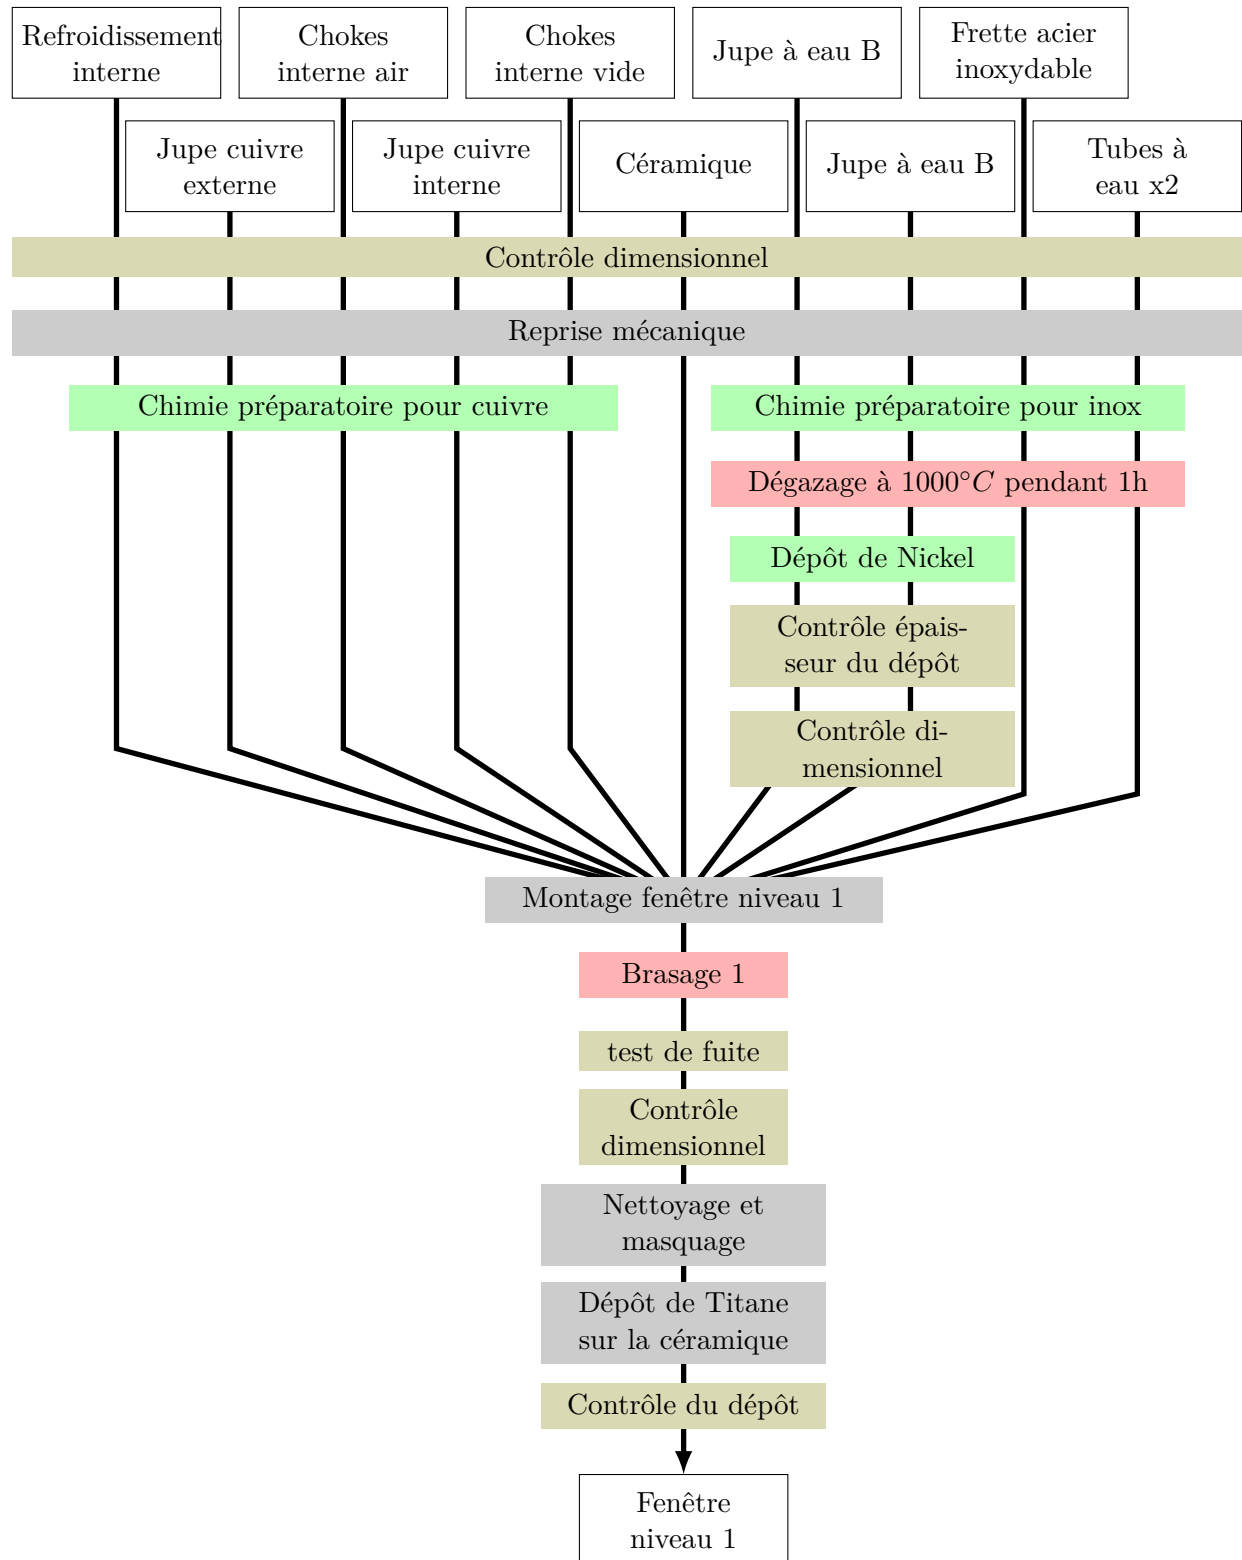 Refroidissement
interne
Chokes
interne air
Chokes
interne vide
Jupe à eau B
Frette acier
inoxydable
Jupe cuivre
externe
Jupe cuivre
interne
Céramique
Jupe à eau B
Tubes à
eau x2
Contrôle dimensionnel
Reprise mécanique
Chimie préparatoire pour cuivre
Chimie préparatoire pour inox
Dégazage à 1000°C pendant 1h
Dépôt de Nickel
Contrôle épais-
seur du dépôt
Contrôle di-
mensionnel
Montage fenêtre niveau 1
Brasage 1
test de fuite
Contrôle
dimensionnel
Nettoyage et
masquage
Dépôt de Titane
sur la céramique
Contrôle du dépôt
Fenêtre
niveau 1